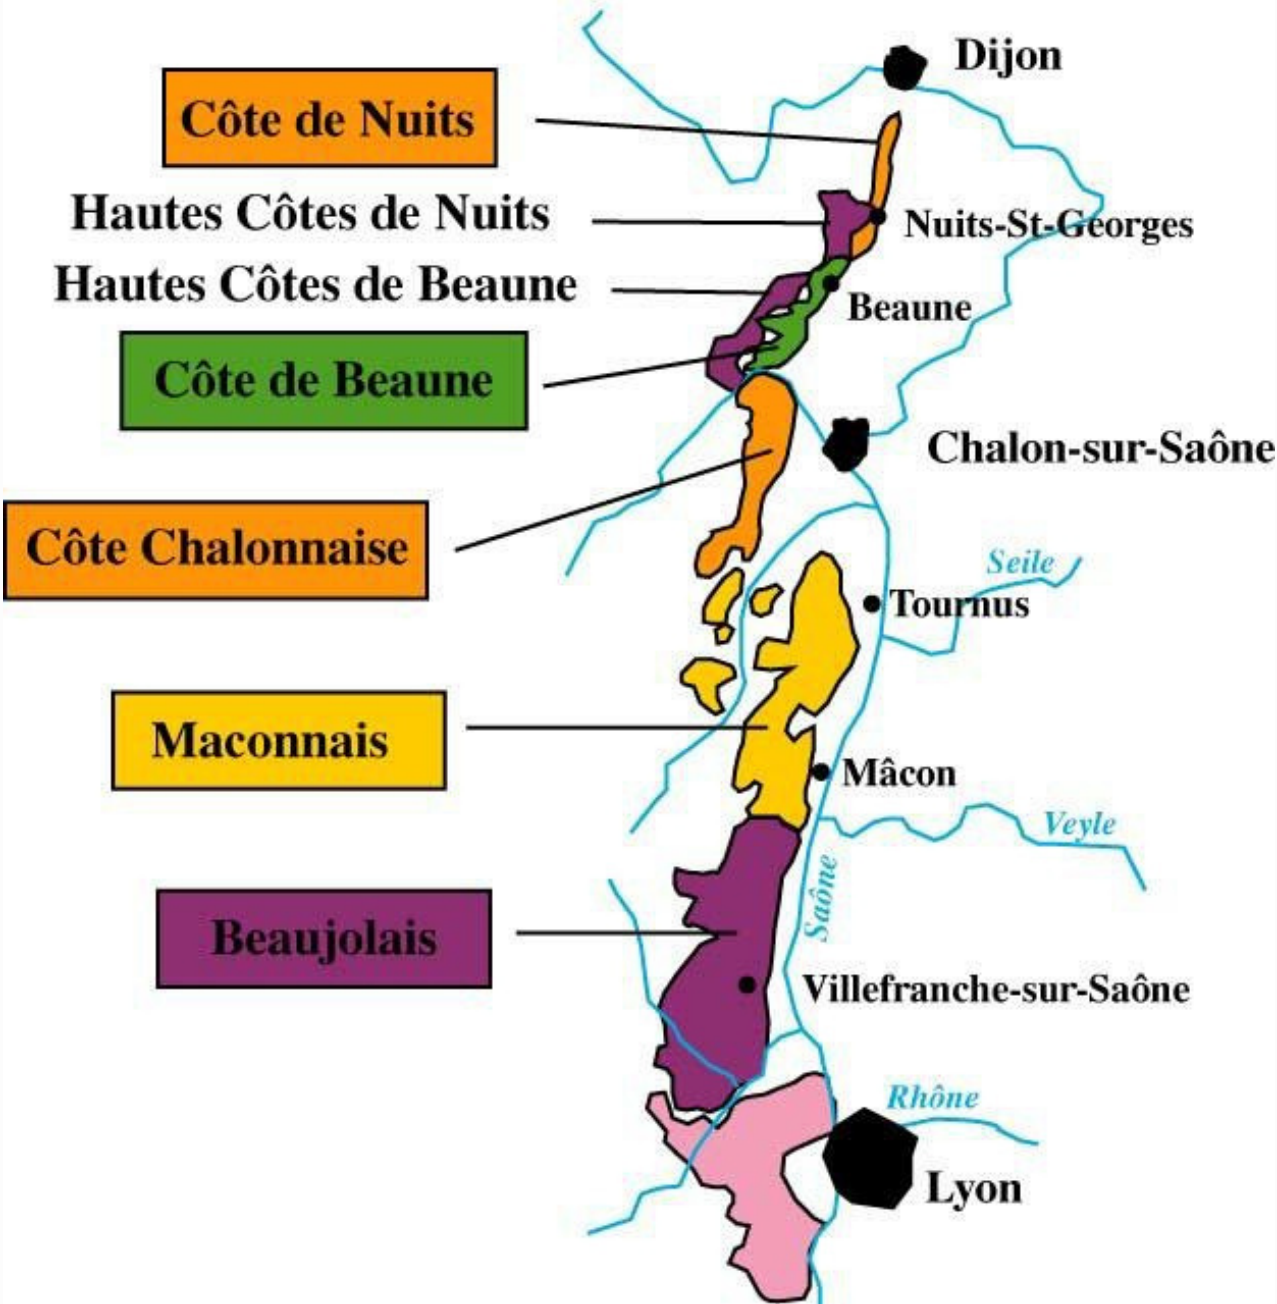 Dijon
Côte de Nuits
Hautes Côtes de Nuits
Nuits-St-Georges
Hautes Côtes de Beaune
Beaune
Côte de Beaune
Chalon-sur-Saône
Côte Chalonnaise
Seile
Tournus
Maconnais
Mâcon
Veyle
Saône
Beaujolais
Villefranche-sur-Saône
Rhône
Lyon